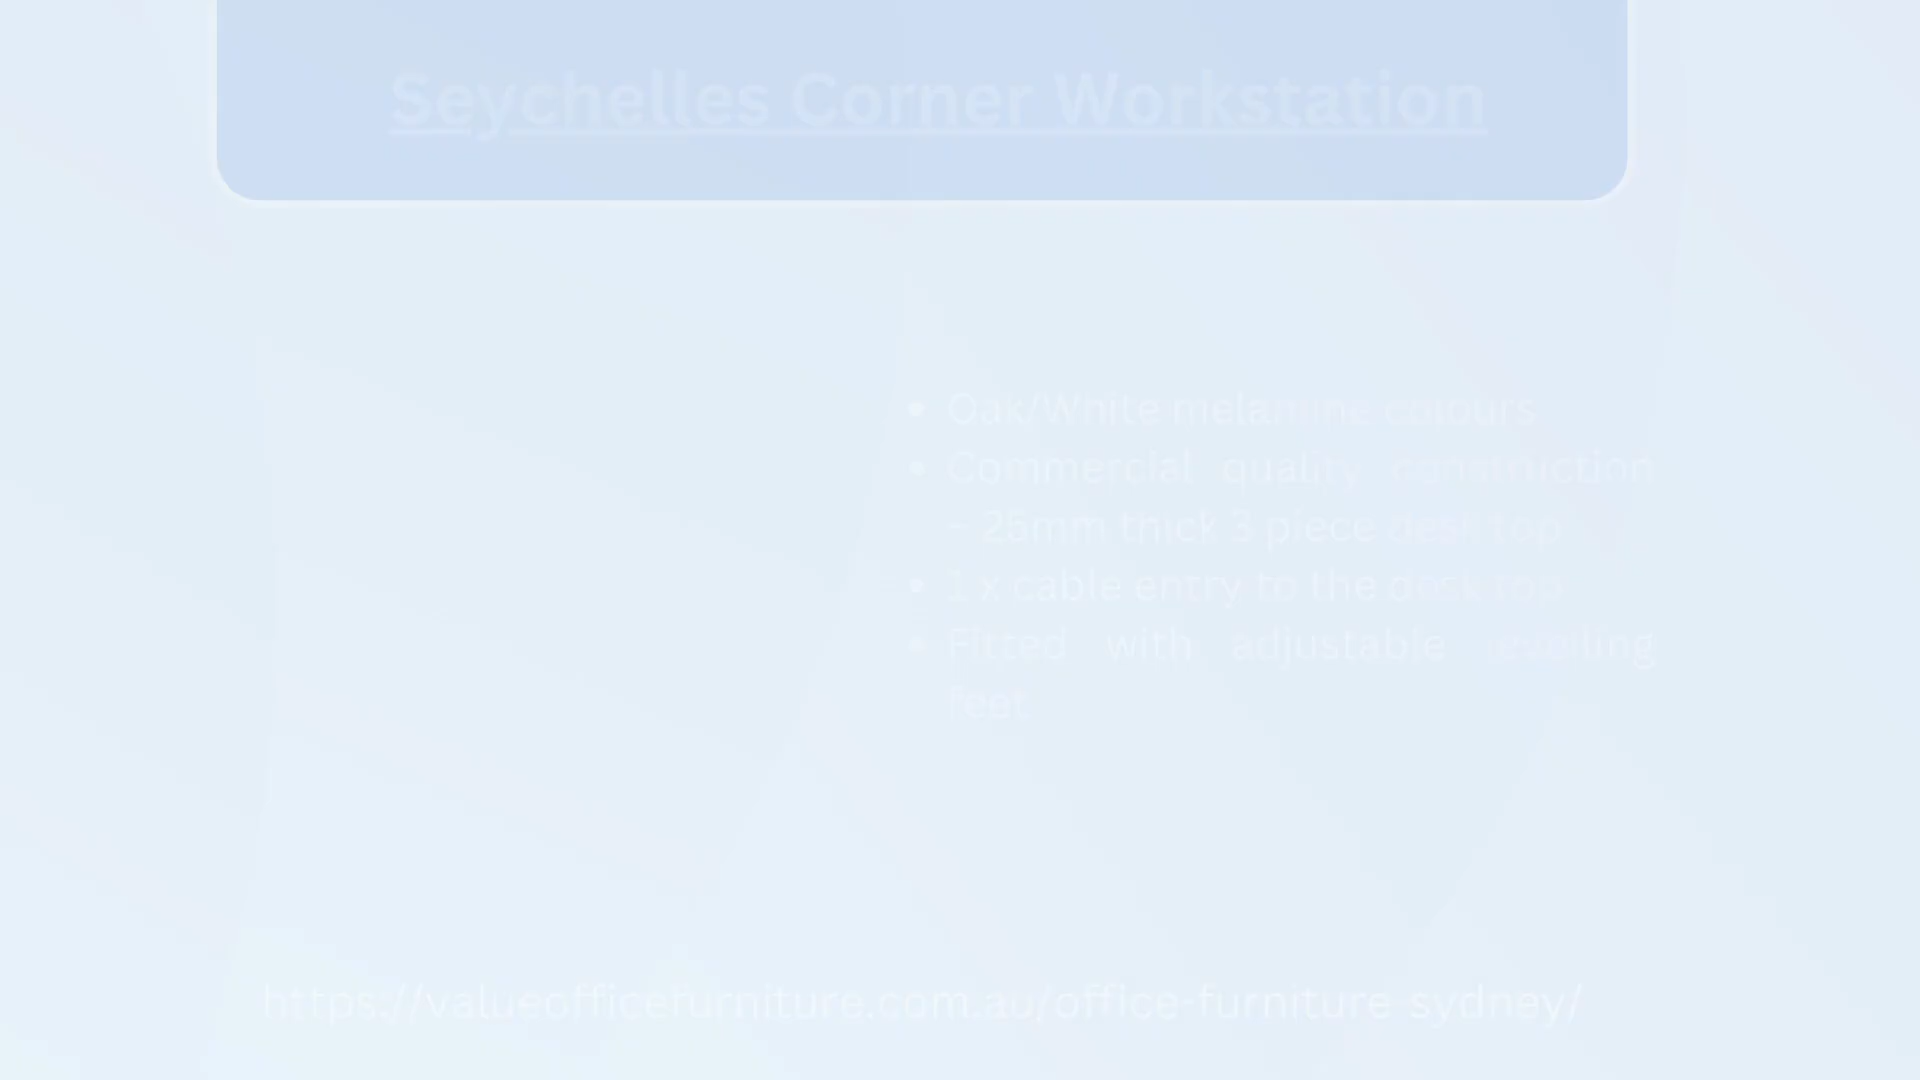 Seychelles Corner Workstation
• Oak/White melamine colours
• Commercial quality construction
– 25mm thick 3 piece desk top
• 1 x cable entry to the desk top
• Fitted with adjustable levelling
feet
https://valueofficefurniture.com.au/office-furniture-sydney/